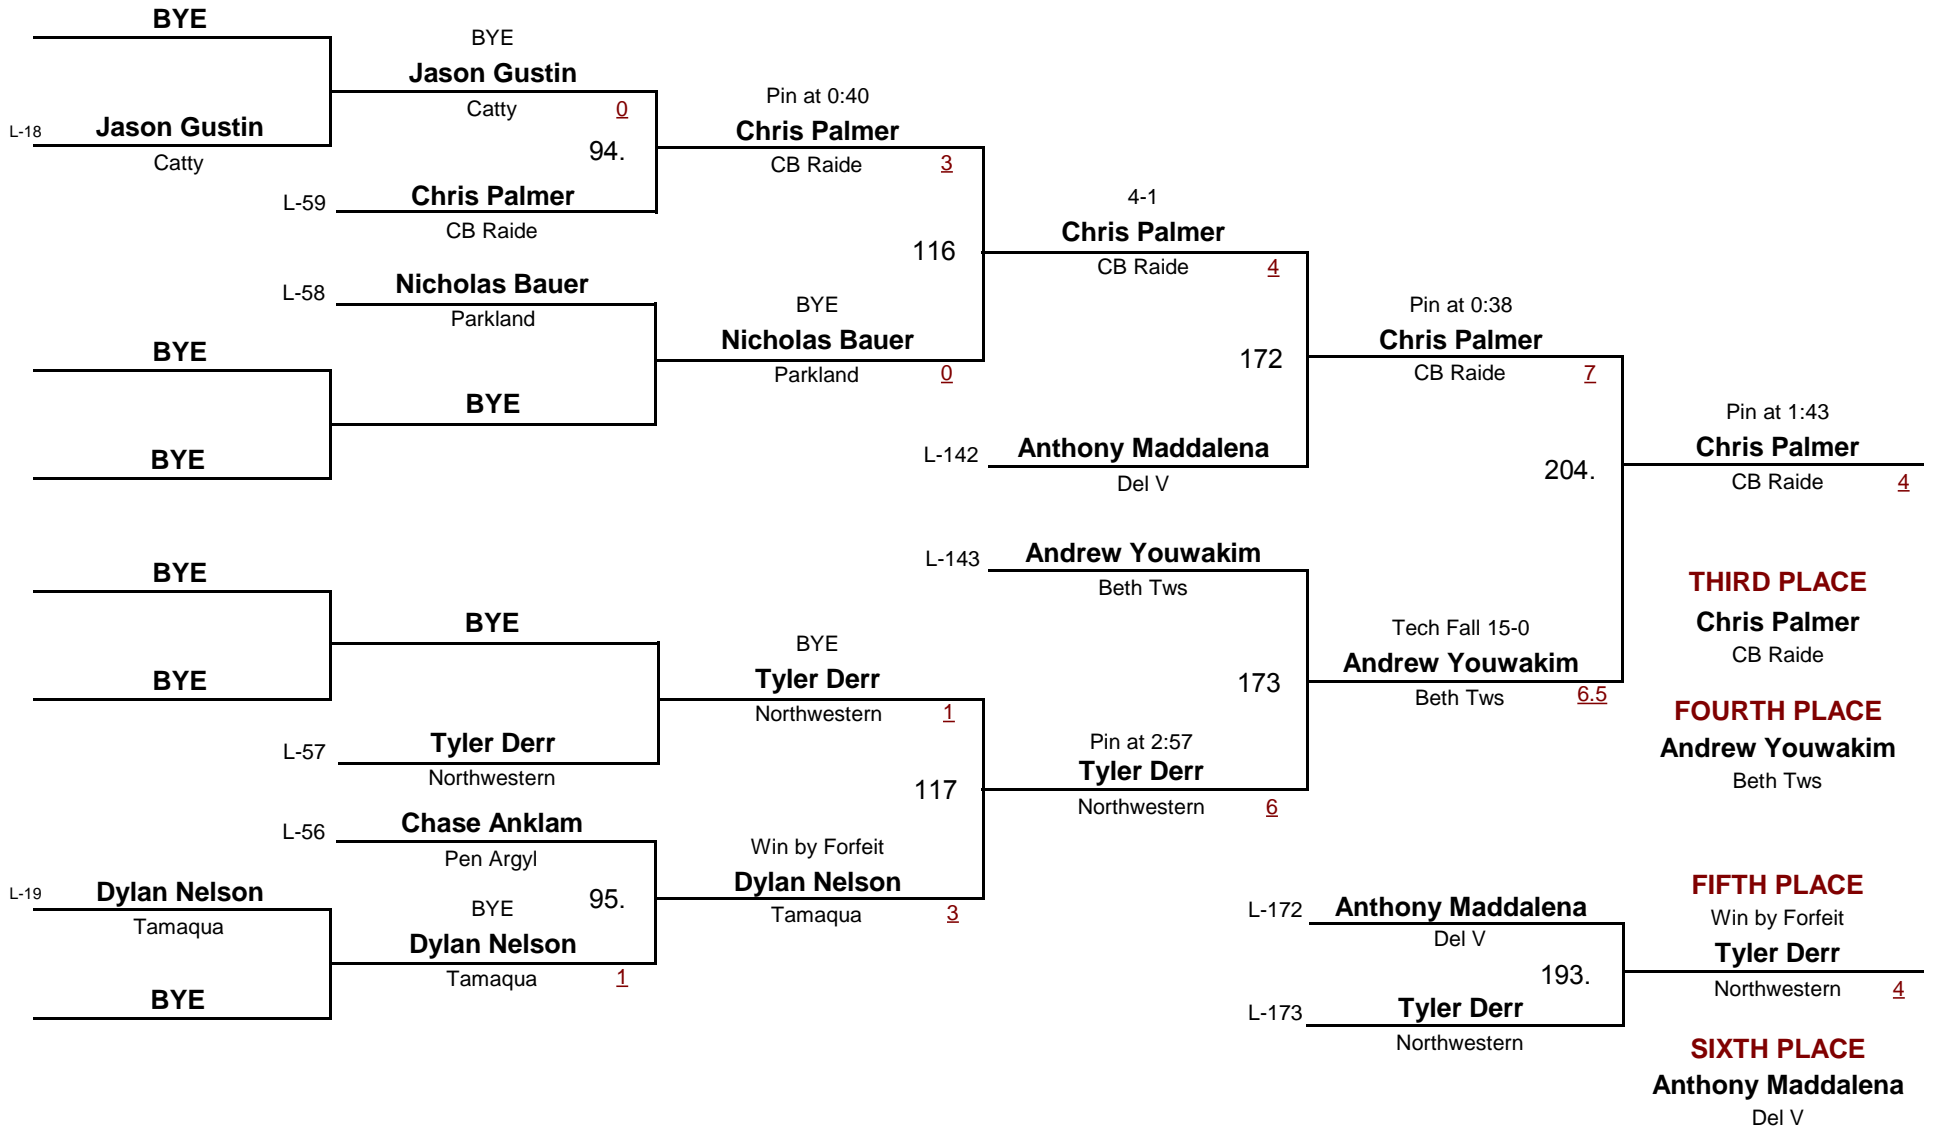 BYE
L-18 Jason Gustin
Catty
BYE
Jason Gustin
Catty 0
94.
L-59 Chris Palmer
CB Raide
Pin at 0:40
Chris Palmer
CB Raide 3
116
L-58 Nicholas Bauer
Parkland
BYE
BYE
BYE
BYE
Nicholas Bauer
Parkland 0
4-1
Chris Palmer
CB Raide 4
172
L-142 Anthony Maddalena
Del V
Pin at 0:38
Chris Palmer
CB Raide 7
204.
Pin at 1:43
Chris Palmer
CB Raide 4
BYE
BYE
BYE
L-57 Tyler Derr
Northwestern
BYE
Tyler Derr
Northwestern 1
117
L-56 Chase Anklam
Pen Argyl
95.
L-19 Dylan Nelson
Tamaqua
BYE
BYE
Dylan Nelson
Tamaqua 1
Win by Forfeit
Dylan Nelson
Tamaqua 3
L-143 Andrew Youwakim
Beth Tws
173
Pin at 2:57
Tyler Derr
Northwestern 6
Tech Fall 15-0
Andrew Youwakim
Beth Tws 6.5
THIRD PLACE
Chris Palmer
CB Raide
FOURTH PLACE
Andrew Youwakim
Beth Tws
L-172 Anthony Maddalena
Del V
193.
L-173 Tyler Derr
Northwestern
FIFTH PLACE
Win by Forfeit
Tyler Derr
Northwestern 4
SIXTH PLACE
Anthony Maddalena
Del V